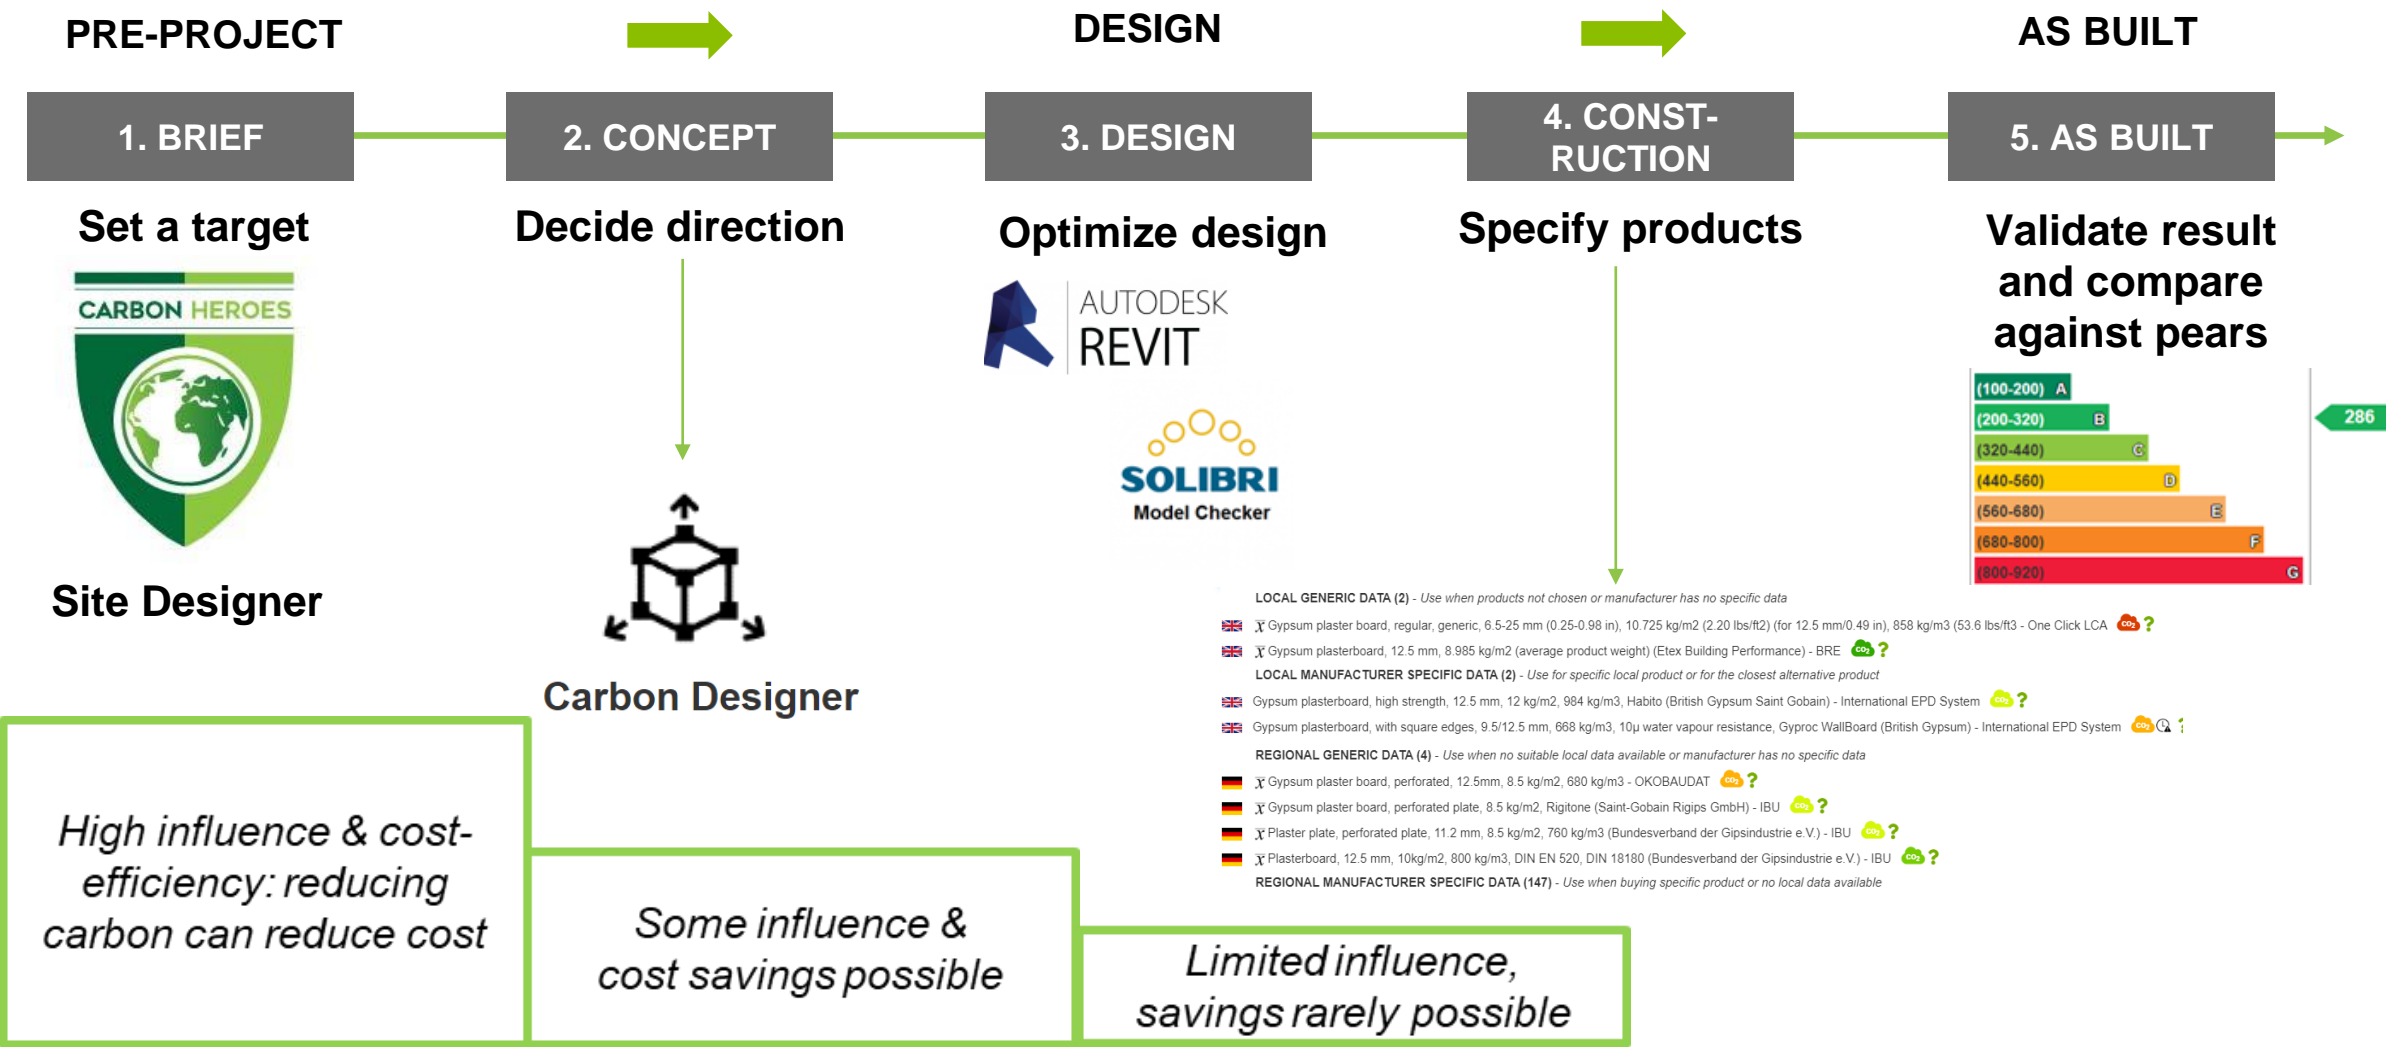 PRE-PROJECT
DESIGN
AS BUILT
1. BRIEF
2. CONCEPT
3. DESIGN
4. CONST-
RUCTION
5. AS BUILT
Set a target
CARBON HEROES
Site Designer
Decide direction
Carbon Designer
Optimize design
AUTODESK
REVIT
SOLIBRI
Model Checker
Specify products
Validate result
and compare
against pears
(100-200) A
(200-320) B
286
(320-440) C
(440-560) D
(560-680) E
(680-800) F
(800-920) G
LOCAL GENERIC DATA (2) - Use when products not chosen or manufacturer has no specific data
x̅ Gypsum plaster board, regular, generic, 6.5-25 mm (0.25-0.98 in), 10.725 kg/m2 (2.20 lbs/ft2) (for 12.5 mm/0.49 in), 858 kg/m3 (53.6 lbs/ft3 - One Click LCA CO2 ?
x̅ Gypsum plasterboard, 12.5 mm, 8.985 kg/m2 (average product weight) (Etex Building Performance) - BRE CO2 ?
LOCAL MANUFACTURER SPECIFIC DATA (2) - Use for specific local product or for the closest alternative product
Gypsum plasterboard, high strength, 12.5 mm, 12 kg/m2, 984 kg/m3, Habito (British Gypsum Saint Gobain) - International EPD System CO2 ?
Gypsum plasterboard, with square edges, 9.5/12.5 mm, 668 kg/m3, 10µ water vapour resistance, Gyproc WallBoard (British Gypsum) - International EPD System CO2 ?
REGIONAL GENERIC DATA (4) - Use when no suitable local data available or manufacturer has no specific data
x̅ Gypsum plaster board, perforated, 12.5mm, 8.5 kg/m2, 680 kg/m3 - OKOBAUDAT CO2 ?
x̅ Gypsum plaster board, perforated plate, 8.5 kg/m2, Rigitone (Saint-Gobain Rigips GmbH) - IBU CO2 ?
x̅ Plaster plate, perforated plate, 11.2 mm, 8.5 kg/m2, 760 kg/m3 (Bundesverband der Gipsindustrie e.V.) - IBU CO2 ?
x̅ Plasterboard, 12.5 mm, 10kg/m2, 800 kg/m3, DIN EN 520, DIN 18180 (Bundesverband der Gipsindustrie e.V.) - IBU CO2 ?
REGIONAL MANUFACTURER SPECIFIC DATA (147) - Use when buying specific product or no local data available
High influence & cost-
efficiency: reducing
carbon can reduce cost
Some influence &
cost savings possible
Limited influence,
savings rarely possible